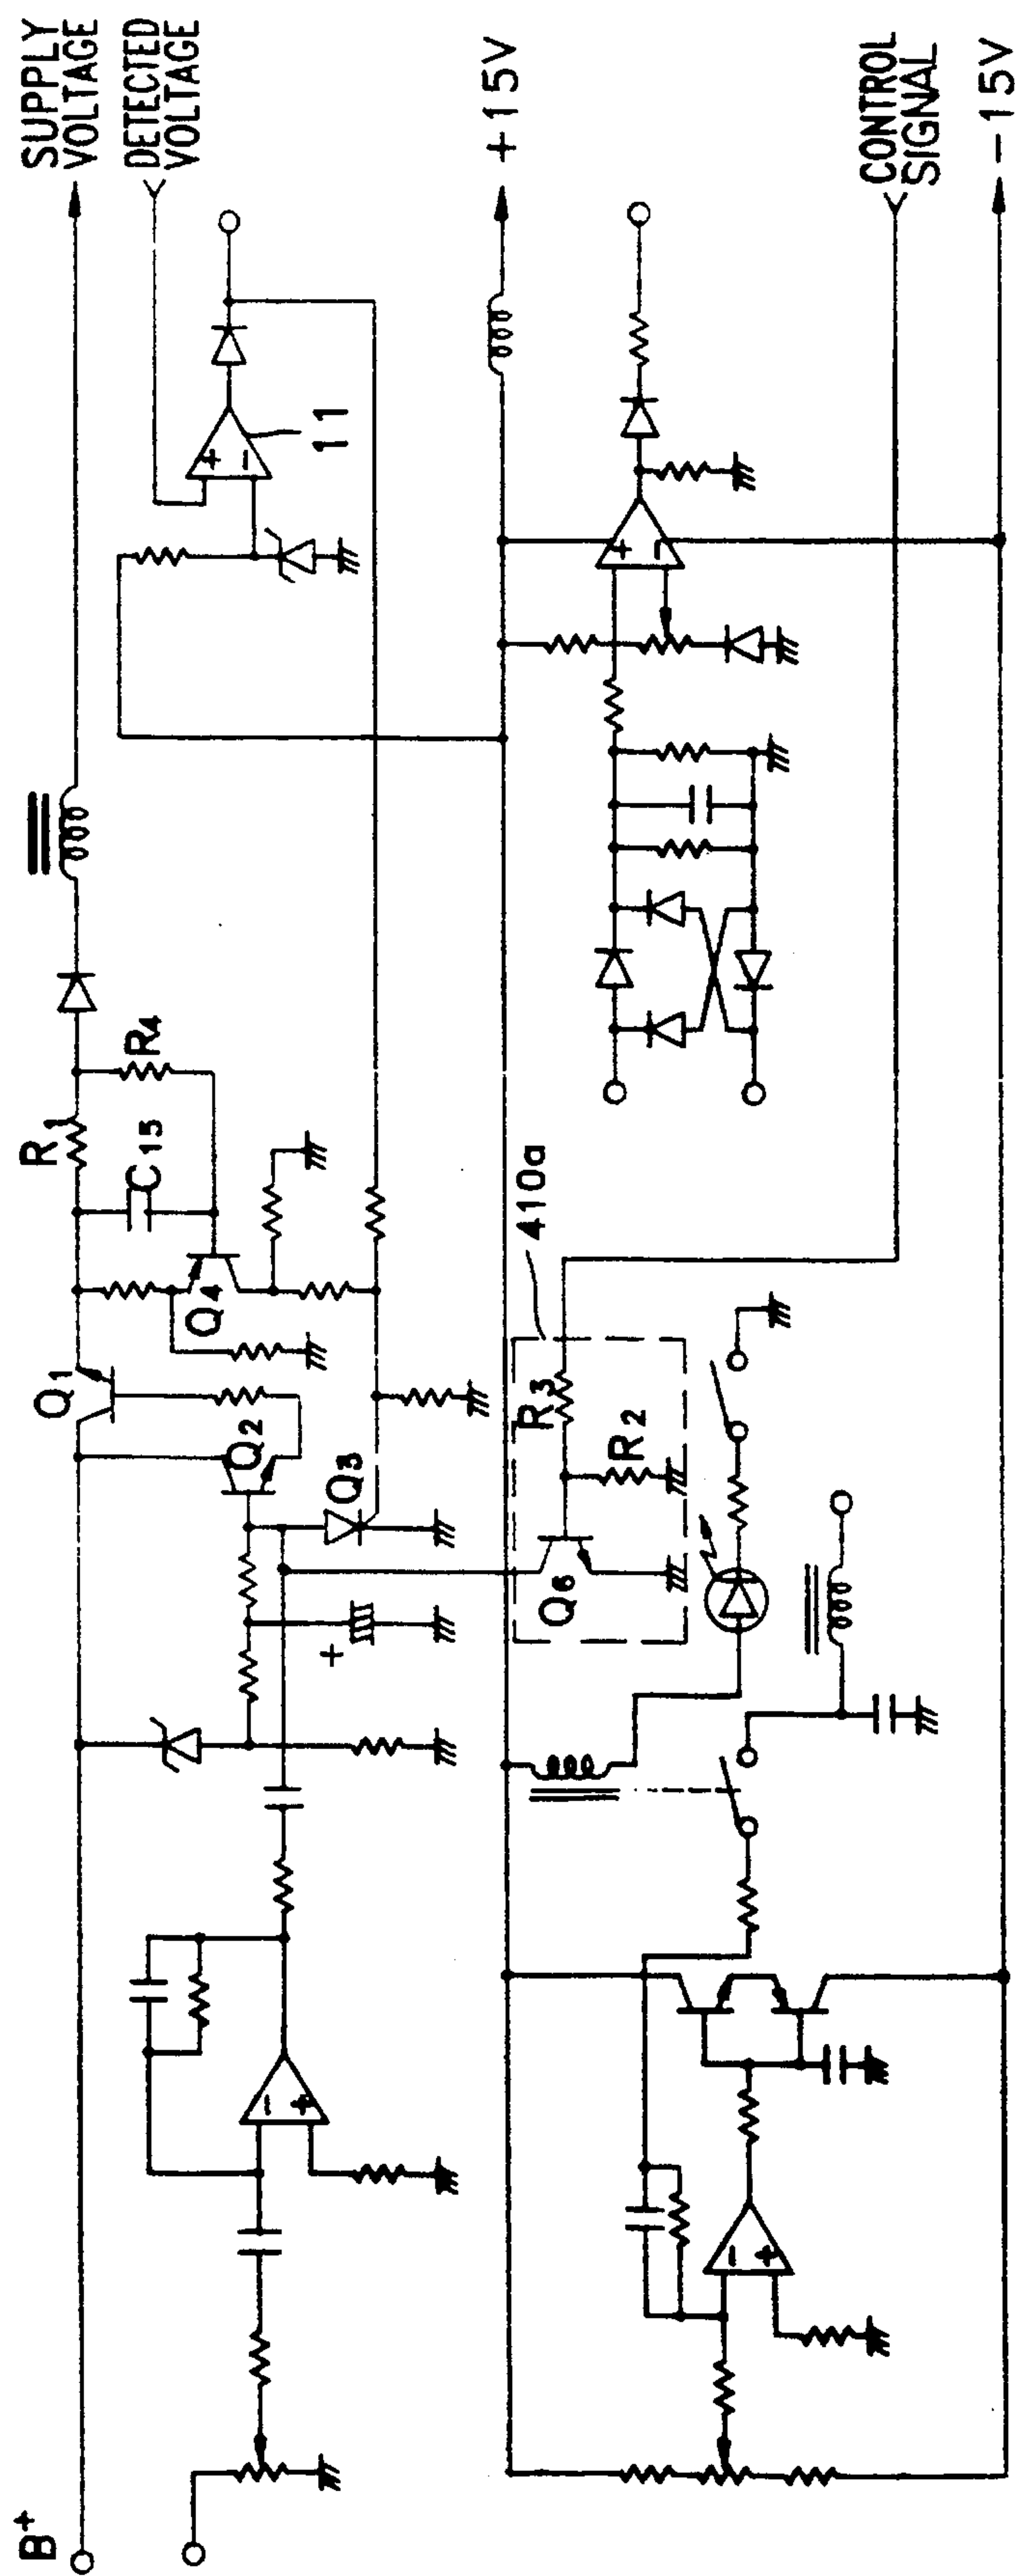 B+
Q1
R1
C15
R4
Q4
Q2
Q3
SUPPLY
VOLTAGE
DETECTED
VOLTAGE
+
-
11
+
-
+
+15V
410a
R3
R2
Q6
+
-
CONTROL
SIGNAL
-
+
-15V